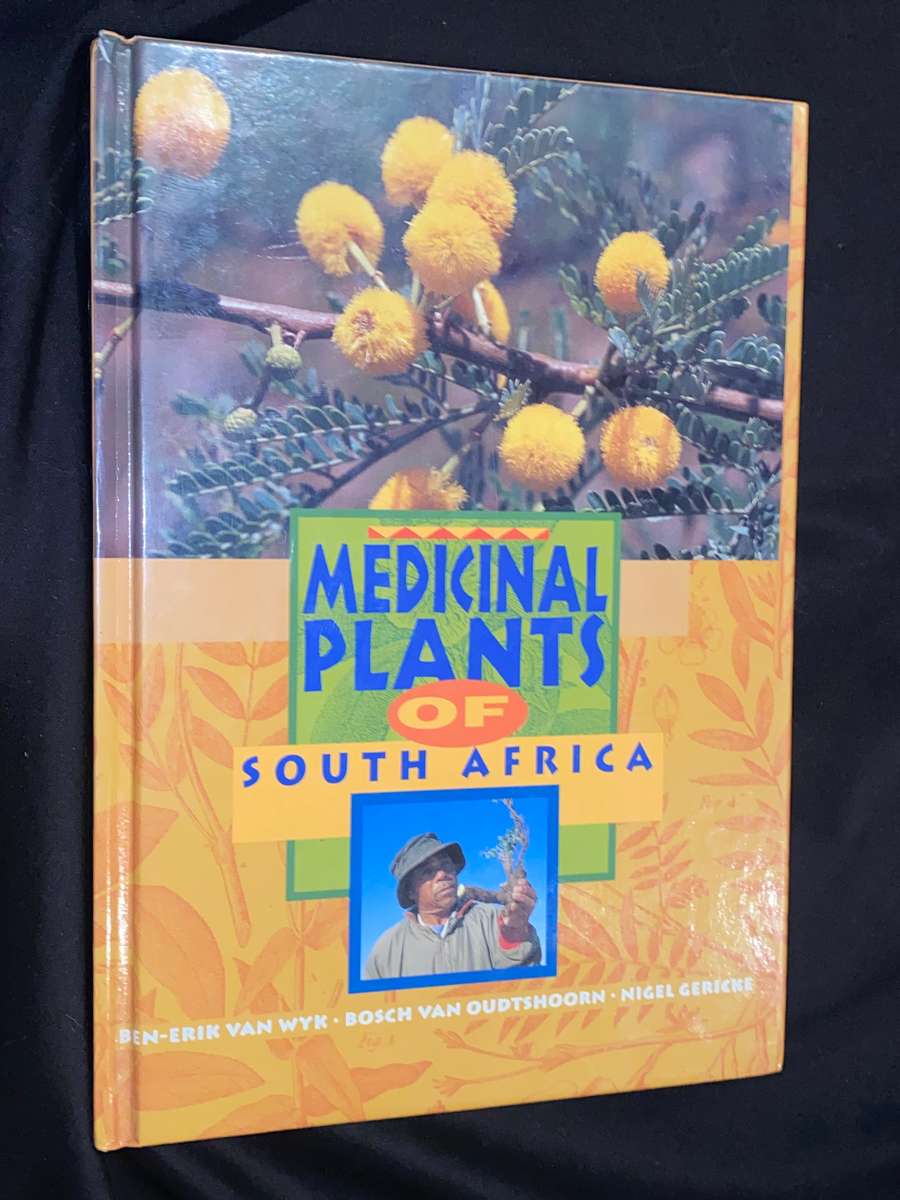 MEDICINAL
PLANTS
OF
SOUTH AFRICA
BEN-ERIK VAN WYK · BOSCH VAN OUDTSHOORN · NIGEL GERICKE